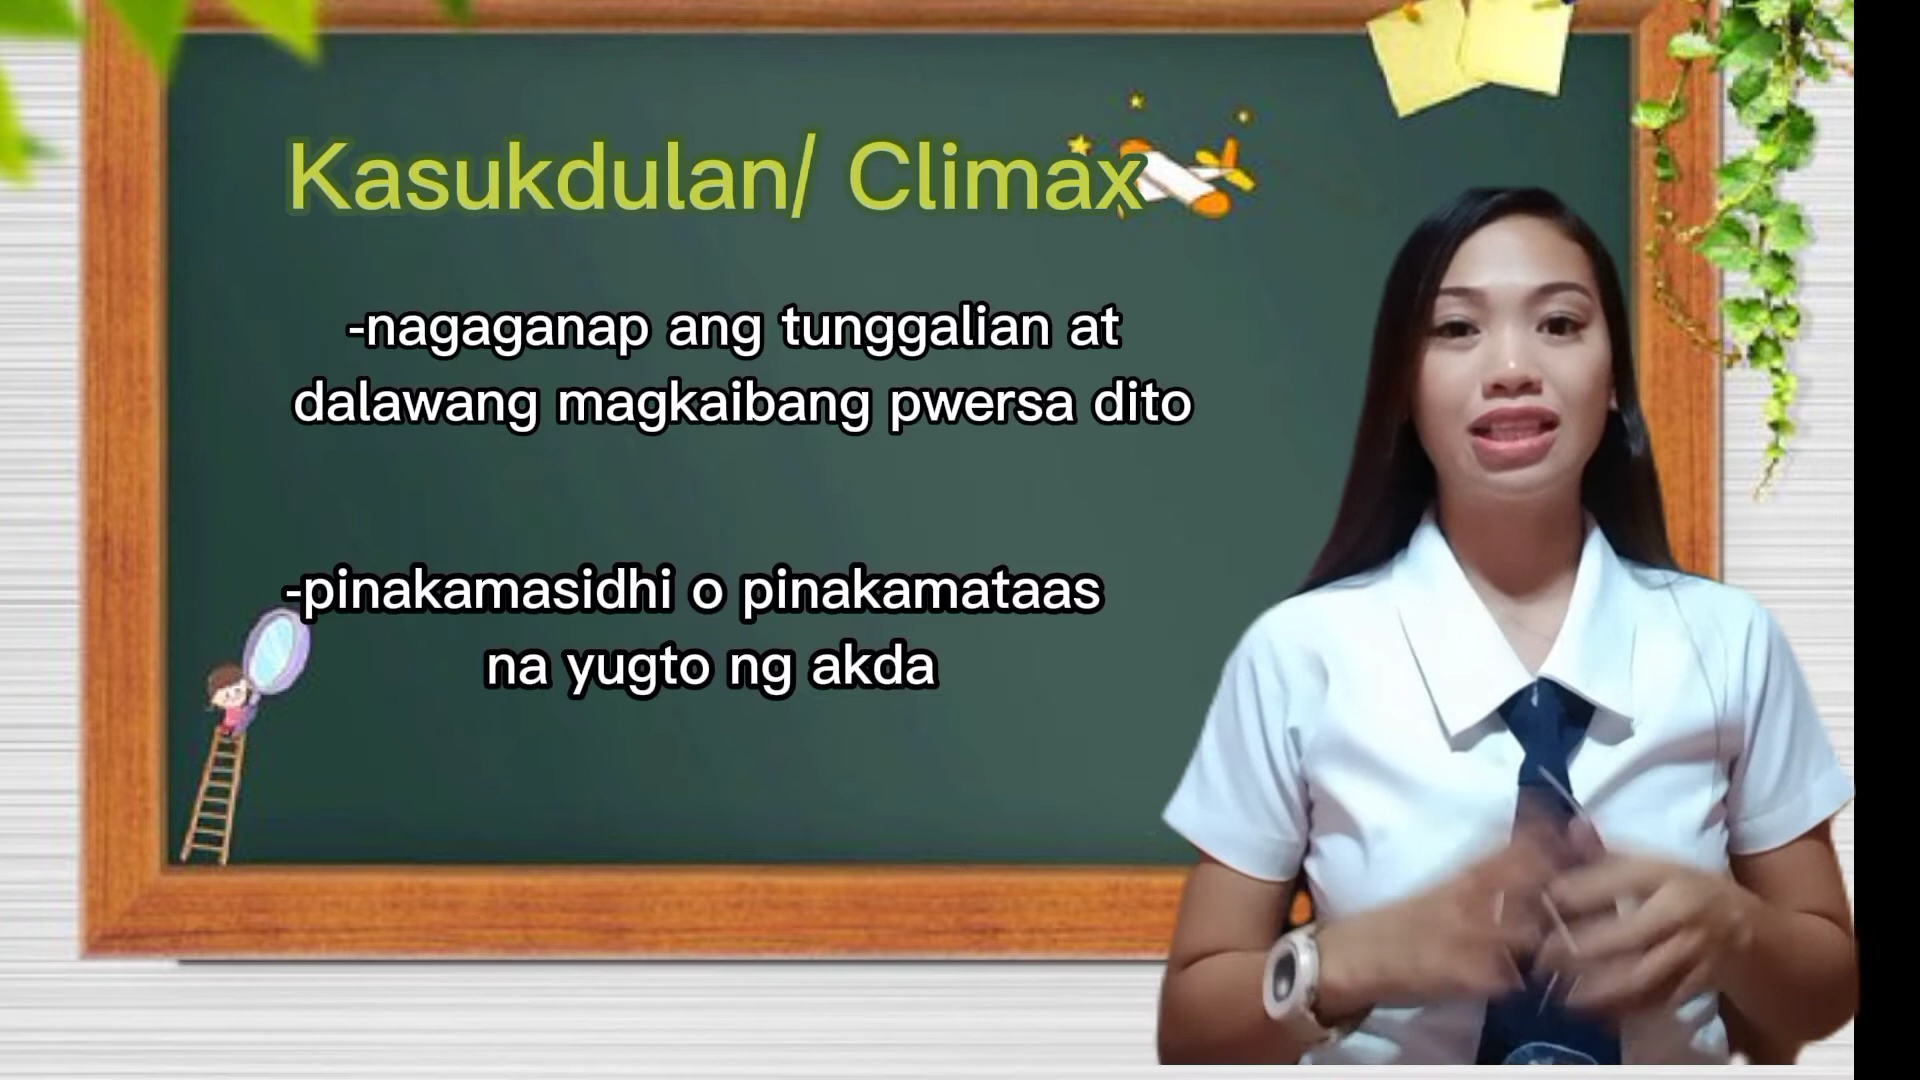 Kasukdulan/ Climax
-nagaganap ang tunggalian at
dalawang magkaibang pwersa dito
-pinakamasidhi o pinakamataas
na yugto ng akda